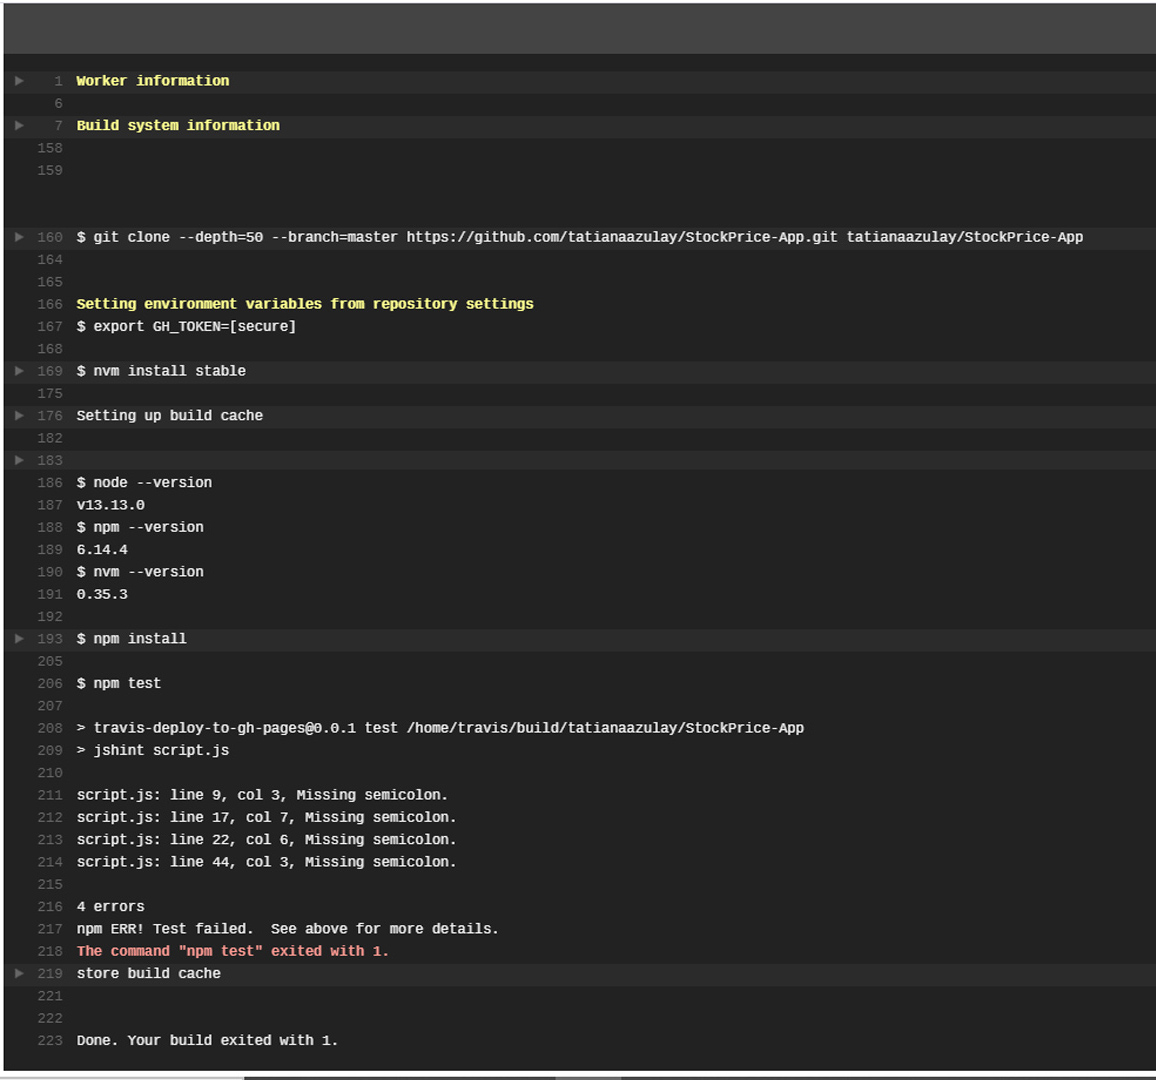 1 Worker information
6
7 Build system information
158
159
160 $ git clone --depth=50 --branch=master https://github.com/tatianaazulay/StockPrice-App.git tatianaazulay/StockPrice-App
164
165
166 Setting environment variables from repository settings
167 $ export GH_TOKEN=[secure]
168
169 $ nvm install stable
175
176 Setting up build cache
182
183
186 $ node --version
187 v13.13.0
188 $ npm --version
189 6.14.4
190 $ nvm --version
191 0.35.3
192
193 $ npm install
205
206 $ npm test
207
208 > travis-deploy-to-gh-pages@0.0.1 test /home/travis/build/tatianaazulay/StockPrice-App
209 > jshint script.js
210
211 script.js: line 9, col 3, Missing semicolon.
212 script.js: line 17, col 7, Missing semicolon.
213 script.js: line 22, col 6, Missing semicolon.
214 script.js: line 44, col 3, Missing semicolon.
215
216 4 errors
217 npm ERR! Test failed.  See above for more details.
218 The command "npm test" exited with 1.
219 store build cache
221
222
223 Done. Your build exited with 1.